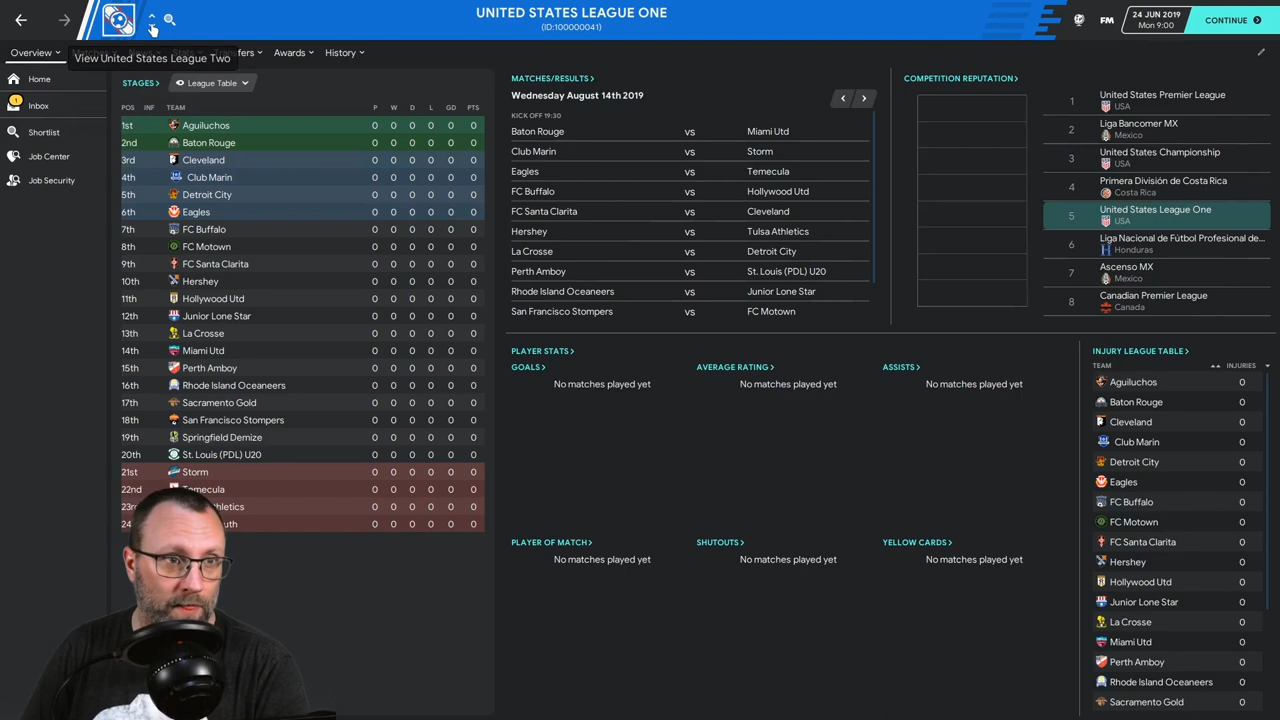 UNITED STATES LEAGUE ONE
(ID:100000041)
24 JUN 2019
Mon 9:00
FM
CONTINUE
Overview
Transfers
Awards
History
View United States League Two
Home
1
Inbox
Shortlist
Job Center
Job Security
STAGES
League Table
POS INF TEAM P W D L GD PTS
1st Aguiluchos 0 0 0 0 0 0
2nd Baton Rouge 0 0 0 0 0 0
3rd Cleveland 0 0 0 0 0 0
4th Club Marin 0 0 0 0 0 0
5th Detroit City 0 0 0 0 0 0
6th Eagles 0 0 0 0 0 0
7th FC Buffalo 0 0 0 0 0 0
8th FC Motown 0 0 0 0 0 0
9th FC Santa Clarita 0 0 0 0 0 0
10th Hershey 0 0 0 0 0 0
11th Hollywood Utd 0 0 0 0 0 0
12th Junior Lone Star 0 0 0 0 0 0
13th La Crosse 0 0 0 0 0 0
14th Miami Utd 0 0 0 0 0 0
15th Perth Amboy 0 0 0 0 0 0
16th Rhode Island Oceaneers 0 0 0 0 0 0
17th Sacramento Gold 0 0 0 0 0 0
18th San Francisco Stompers 0 0 0 0 0 0
19th Springfield Demize 0 0 0 0 0 0
20th St. Louis (PDL) U20 0 0 0 0 0 0
21st Storm 0 0 0 0 0 0
22nd Temecula 0 0 0 0 0 0
23rd thletics 0 0 0 0 0 0
24 uth 0 0 0 0 0 0
MATCHES/RESULTS
Wednesday August 14th 2019
KICK OFF 19:30
Baton Rouge vs Miami Utd
Club Marin vs Storm
Eagles vs Temecula
FC Buffalo vs Hollywood Utd
FC Santa Clarita vs Cleveland
Hershey vs Tulsa Athletics
La Crosse vs Detroit City
Perth Amboy vs St. Louis (PDL) U20
Rhode Island Oceaneers vs Junior Lone Star
San Francisco Stompers vs FC Motown
COMPETITION REPUTATION
1 United States Premier League
USA
2 Liga Bancomer MX
Mexico
3 United States Championship
USA
4 Primera División de Costa Rica
Costa Rica
5 United States League One
USA
6 Liga Nacional de Fútbol Profesional de...
Honduras
7 Ascenso MX
Mexico
8 Canadian Premier League
Canada
PLAYER STATS
GOALS
No matches played yet
AVERAGE RATING
No matches played yet
ASSISTS
No matches played yet
PLAYER OF MATCH
No matches played yet
SHUTOUTS
No matches played yet
YELLOW CARDS
No matches played yet
INJURY LEAGUE TABLE
TEAM INJURIES
Aguiluchos 0
Baton Rouge 0
Cleveland 0
Club Marin 0
Detroit City 0
Eagles 0
FC Buffalo 0
FC Motown 0
FC Santa Clarita 0
Hershey 0
Hollywood Utd 0
Junior Lone Star 0
La Crosse 0
Miami Utd 0
Perth Amboy 0
Rhode Island Oceaneers 0
Sacramento Gold 0